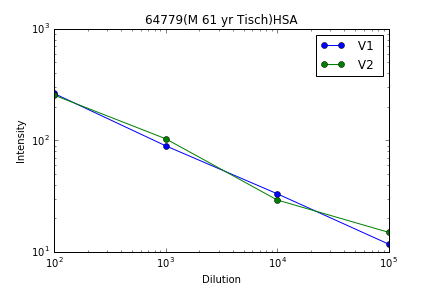 64779(M 61 yr Tisch)HSA
10³
V1
V2
10²
Intensity
10¹
10² 10³ 10⁴ 10⁵
Dilution